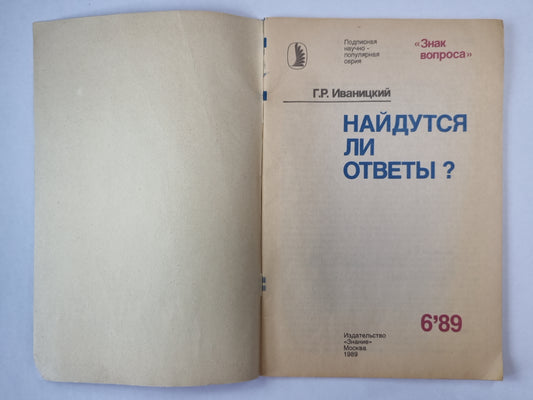 Подписная
научно -
популярная
серия
«Знак
вопроса»
Г.Р. Иваницкий
НАЙДУТСЯ
ЛИ
ОТВЕТЫ ?
6'89
Издательство
«Знание»
Москва
1989